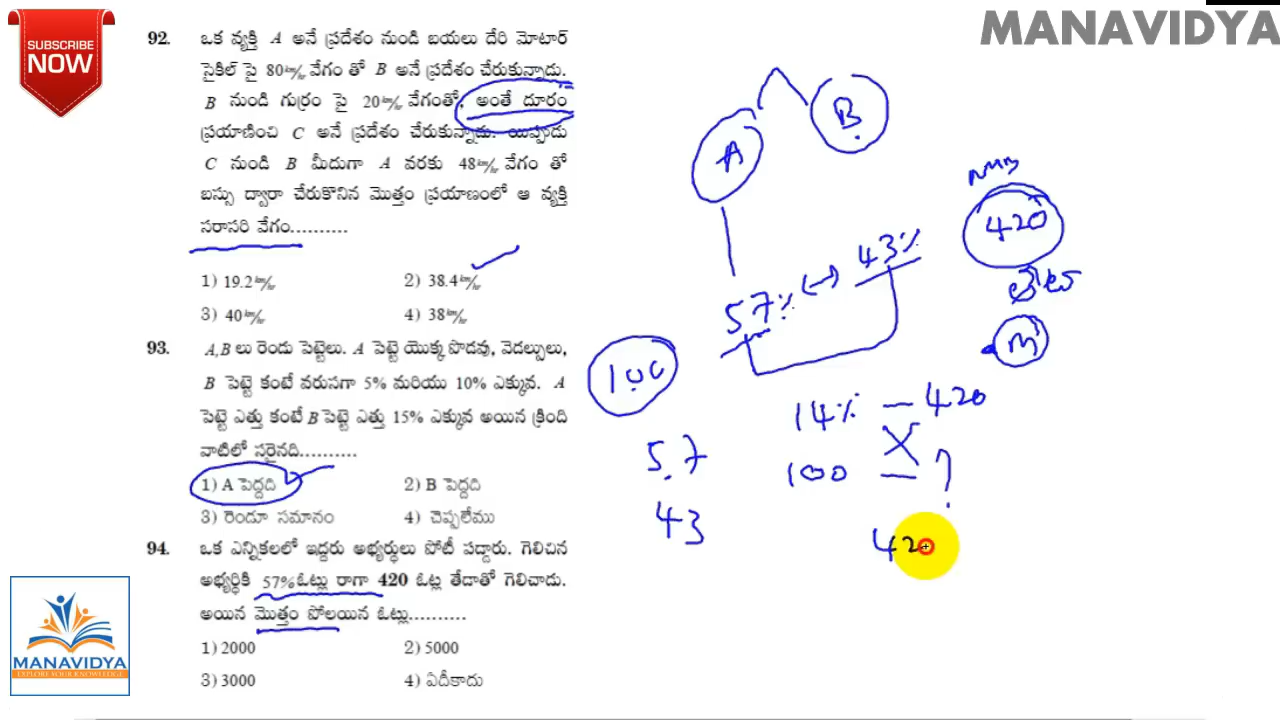 SUBSCRIBE
NOW
MANAVIDYA
92. ఒక వ్యక్తి A అనే ప్రదేశం నుండి బయలు దేరి మోటార్
సైకిల్ పై 80km/hr వేగం తో B అనే ప్రదేశం చేరుకున్నాడు.
B నుండి గుర్రం పై 20km/hr వేగంతో, అంతే దూరం
ప్రయాణించి C అనే ప్రదేశం చేరుకున్నాడు. యిప్పుడు
C నుండి B మీదుగా A వరకు 48km/hr వేగం తో
బస్సు ద్వారా చేరుకొనిన మొత్తం ప్రయాణంలో ఆ వ్యక్తి
సరాసరి వేగం..........
1) 19.2km/hr 2) 38.4km/hr
3) 40km/hr 4) 38km/hr
93. A,B లు రెండు పెట్టెలు. A పెట్టె యొక్క పొడవు, వెడల్పులు,
B పెట్టె కంటే వరుసగా 5% మరియు 10% ఎక్కువ. A
పెట్టె ఎత్తు కంటే B పెట్టె ఎత్తు 15% ఎక్కువ అయిన క్రింది
వాటిలో సరైనది..........
1) A పెద్దది 2) B పెద్దది
3) రెండూ సమానం 4) చెప్పలేము
94. ఒక ఎన్నికలలో ఇద్దరు అభ్యర్థులు పోటీ పడ్డారు. గెలిచిన
అభ్యర్థికి 57%ఓట్లు రాగా 420 ఓట్ల తేడాతో గెలిచాడు.
అయిన మొత్తం పోలయిన ఓట్లు..........
1) 2000 2) 5000
3) 3000 4) ఏదీకాదు
A B
57% ↔ 43%
420
100
14% — 420
100 — ?
57
43
420
MANAVIDYA
EXPLORE YOUR KNOWLEDGE